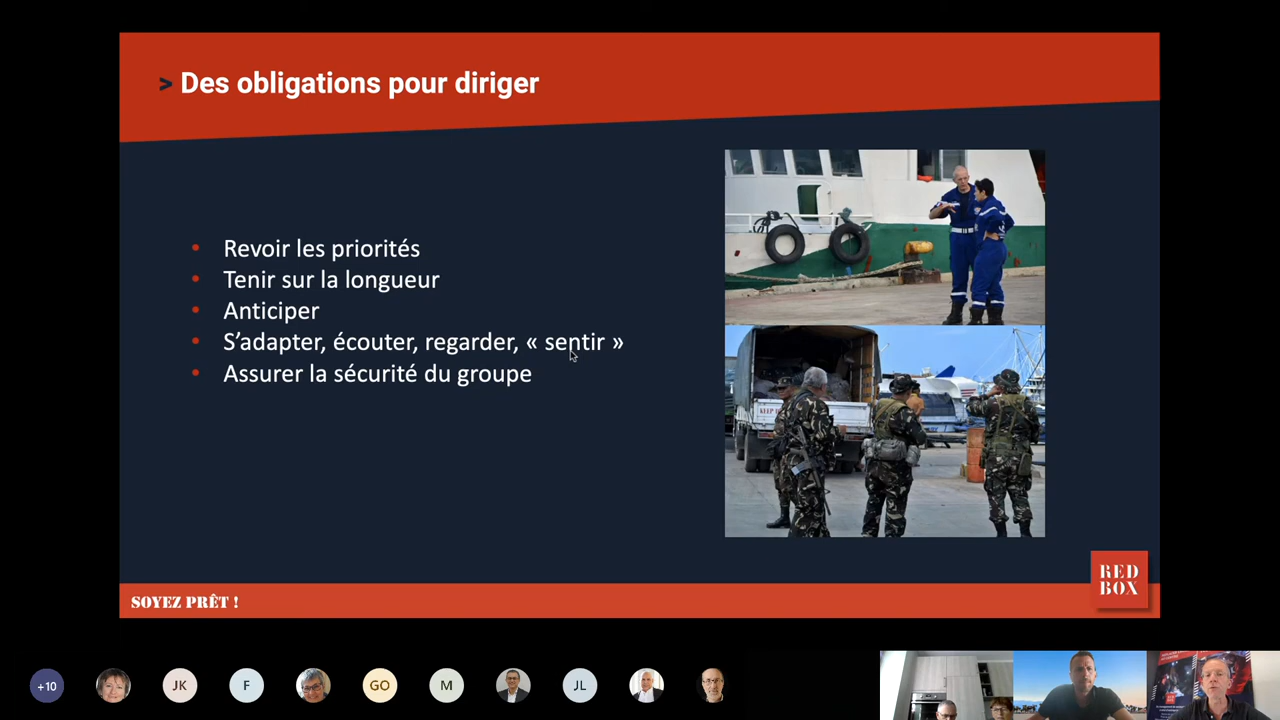 > Des obligations pour diriger
• Revoir les priorités
• Tenir sur la longueur
• Anticiper
• S’adapter, écouter, regarder, « sentir »
• Assurer la sécurité du groupe
KEEP
RED
BOX
SOYEZ PRÊT !
+10
JK
F
GO
M
JL